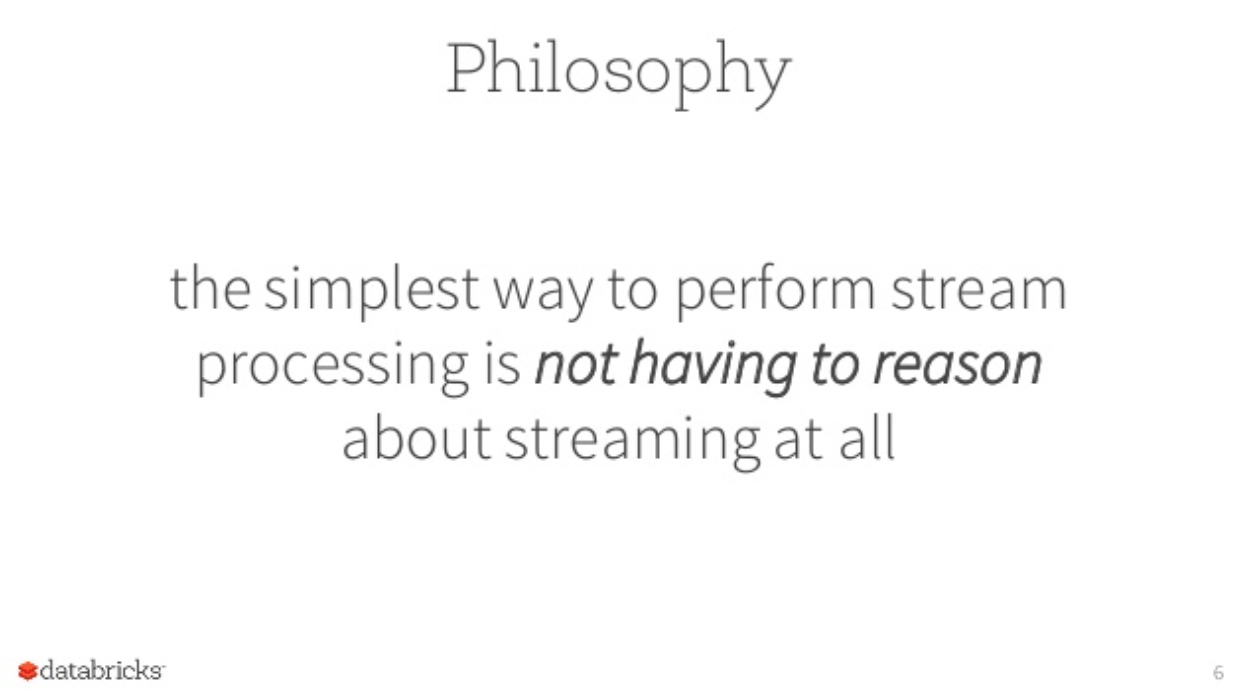 Philosophy
the simplest way to perform stream
processing is not having to reason
about streaming at all
databricks
6